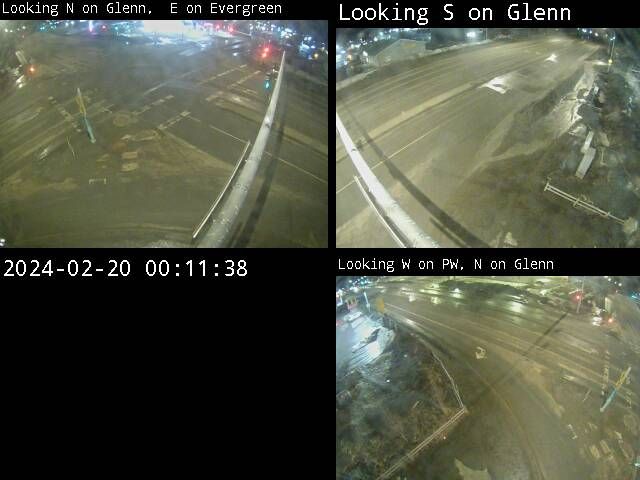 Looking N on Glenn, E on Evergreen
Looking S on Glenn
2024-02-20 00:11:38
Looking W on PW, N on Glenn